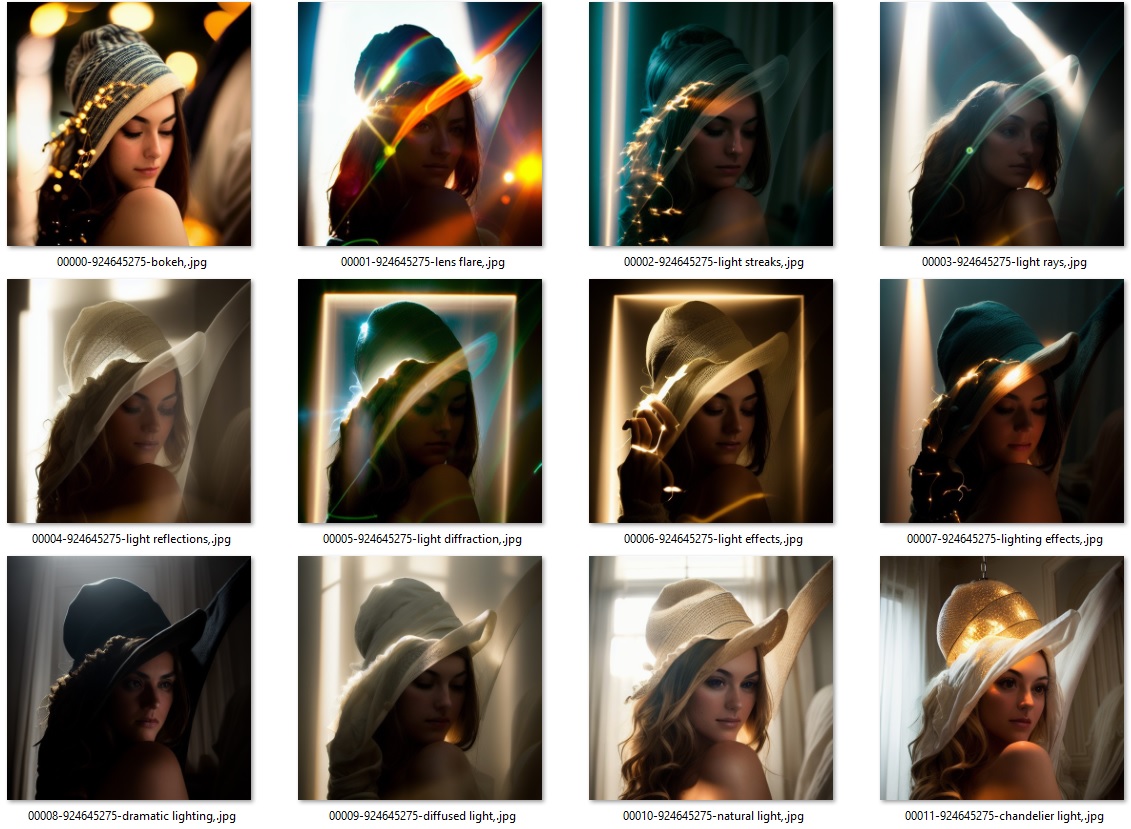 00000-924645275-bokeh,.jpg
00001-924645275-lens flare,.jpg
00002-924645275-light streaks,.jpg
00003-924645275-light rays,.jpg
00004-924645275-light reflections,.jpg
00005-924645275-light diffraction,.jpg
00006-924645275-light effects,.jpg
00007-924645275-lighting effects,.jpg
00008-924645275-dramatic lighting,.jpg
00009-924645275-diffused light,.jpg
00010-924645275-natural light,.jpg
00011-924645275-chandelier light,.jpg